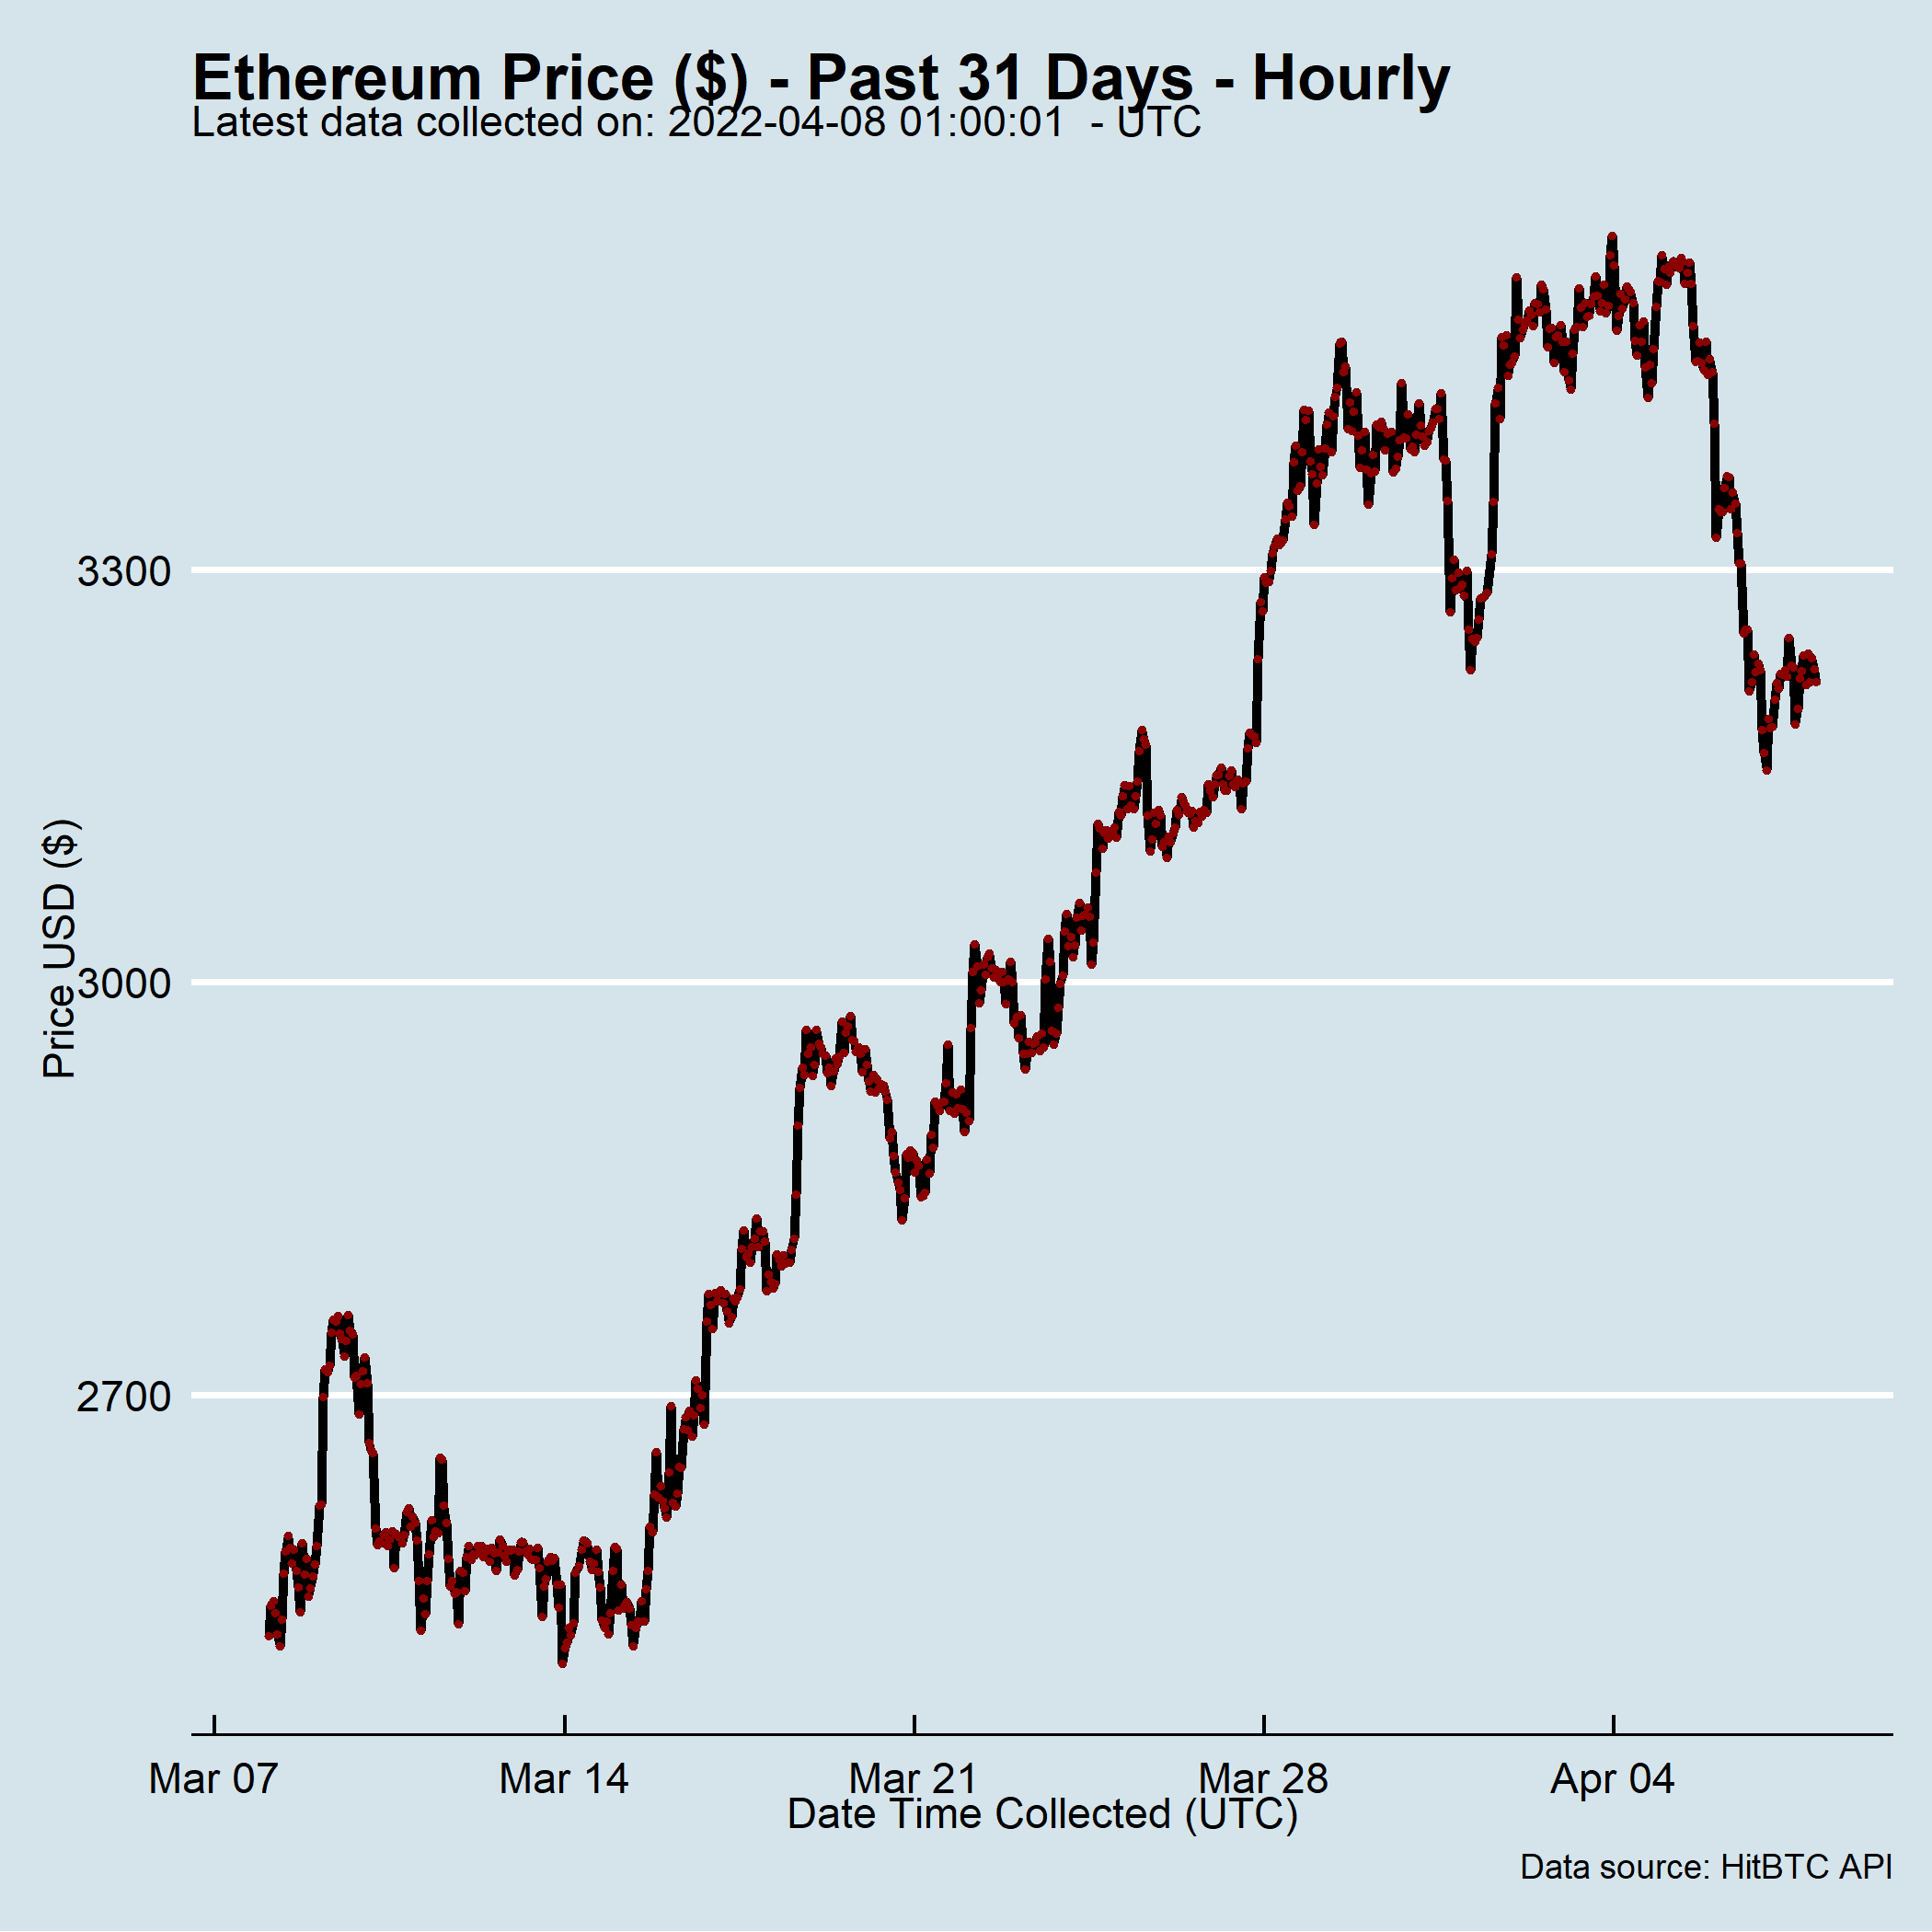 Ethereum Price ($) - Past 31 Days - Hourly
Latest data collected on: 2022-04-08 01:00:01  - UTC
3300
3000
2700
Price USD ($)
Mar 07
Mar 14
Mar 21
Mar 28
Apr 04
Date Time Collected (UTC)
Data source: HitBTC API